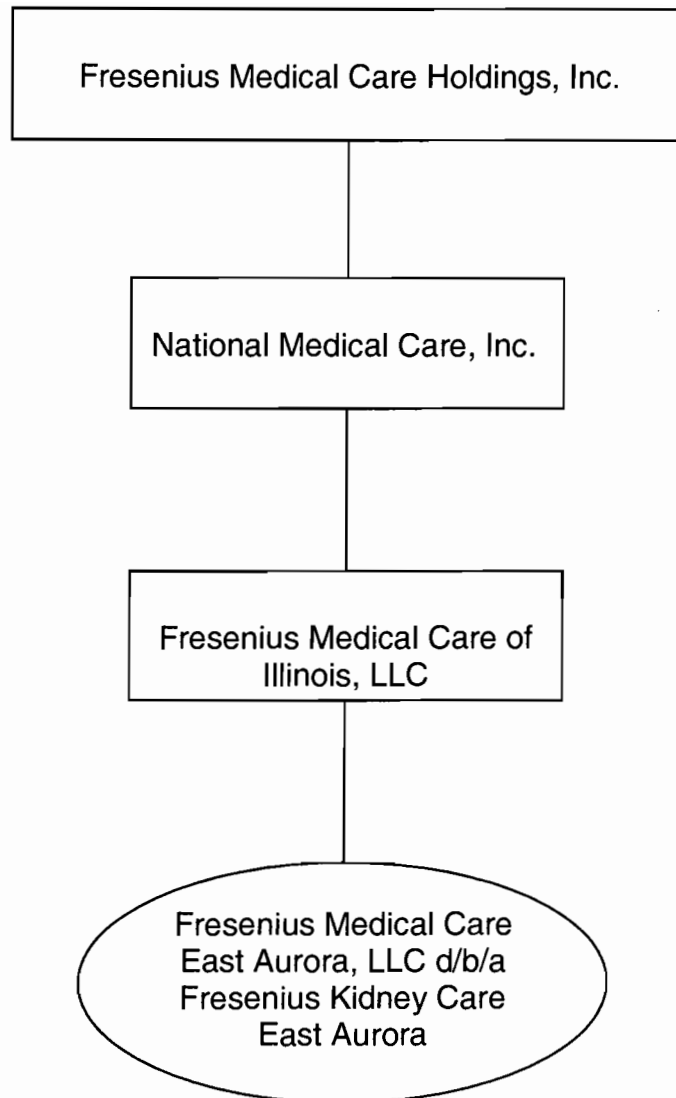 Fresenius Medical Care Holdings, Inc.
National Medical Care, Inc.
Fresenius Medical Care of
Illinois, LLC
Fresenius Medical Care
East Aurora, LLC d/b/a
Fresenius Kidney Care
East Aurora